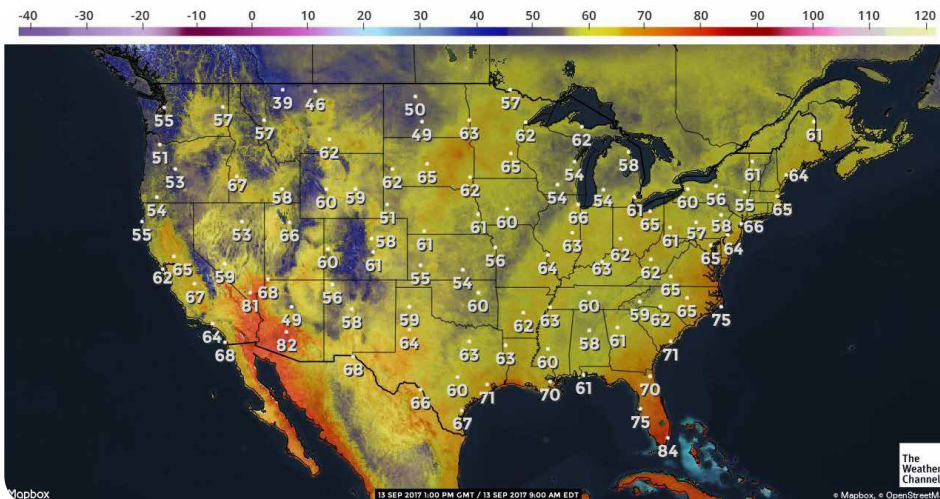 -40 -30 -20 -10 0 10 20 30 40 50 60 70 80 90 100 110 120
39 46 50 57
55 57 57 49 63 62 62 61
51 62 65 65 54 58 61 64
53 67 58 60 59 62 62 54 54 61 60 56 55 65
54 51 61 60 66 65 58 66
55 53 66 58 61 63 62 61 57 64
60 61 56 64 63 62 65
62 65 59 68 55 54 65
67 81 56 60 60 59 62 65 75
49 58 59 62 63
64 82 64 58 61 71
68 68 63 63 60
66 60 71 70 61 70
67 75
84
The
Weather
Channel
Mapbox
13 SEP 2017 1:00 PM GMT / 13 SEP 2017 9:00 AM EDT
© Mapbox, © OpenStreetM